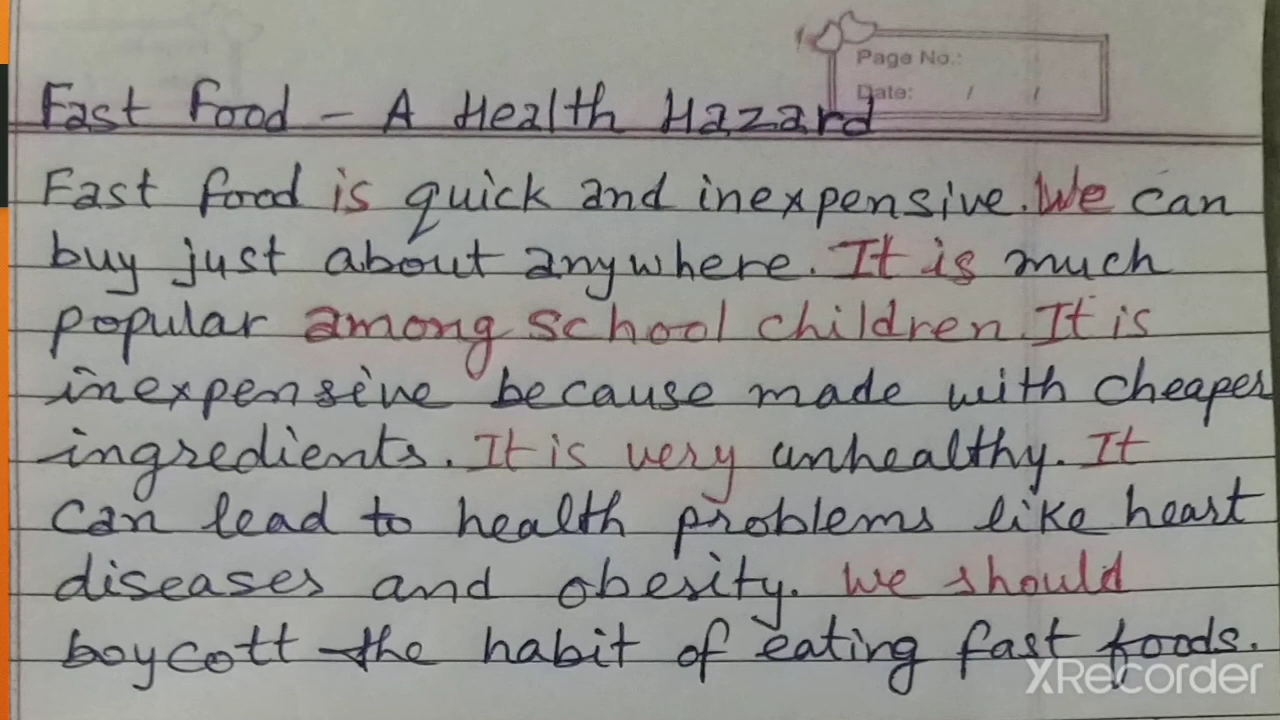 Page No.:
Date: / /
Fast Food - A Health Hazard
Fast food is quick and inexpensive. We can
buy just about anywhere. It is much
popular among school children. It is
inexpensive because made with cheaper
ingredients. It is very unhealthy. It
can lead to health problems like heart
diseases and obesity. We should
boycott the habit of eating fast foods.
XRecorder